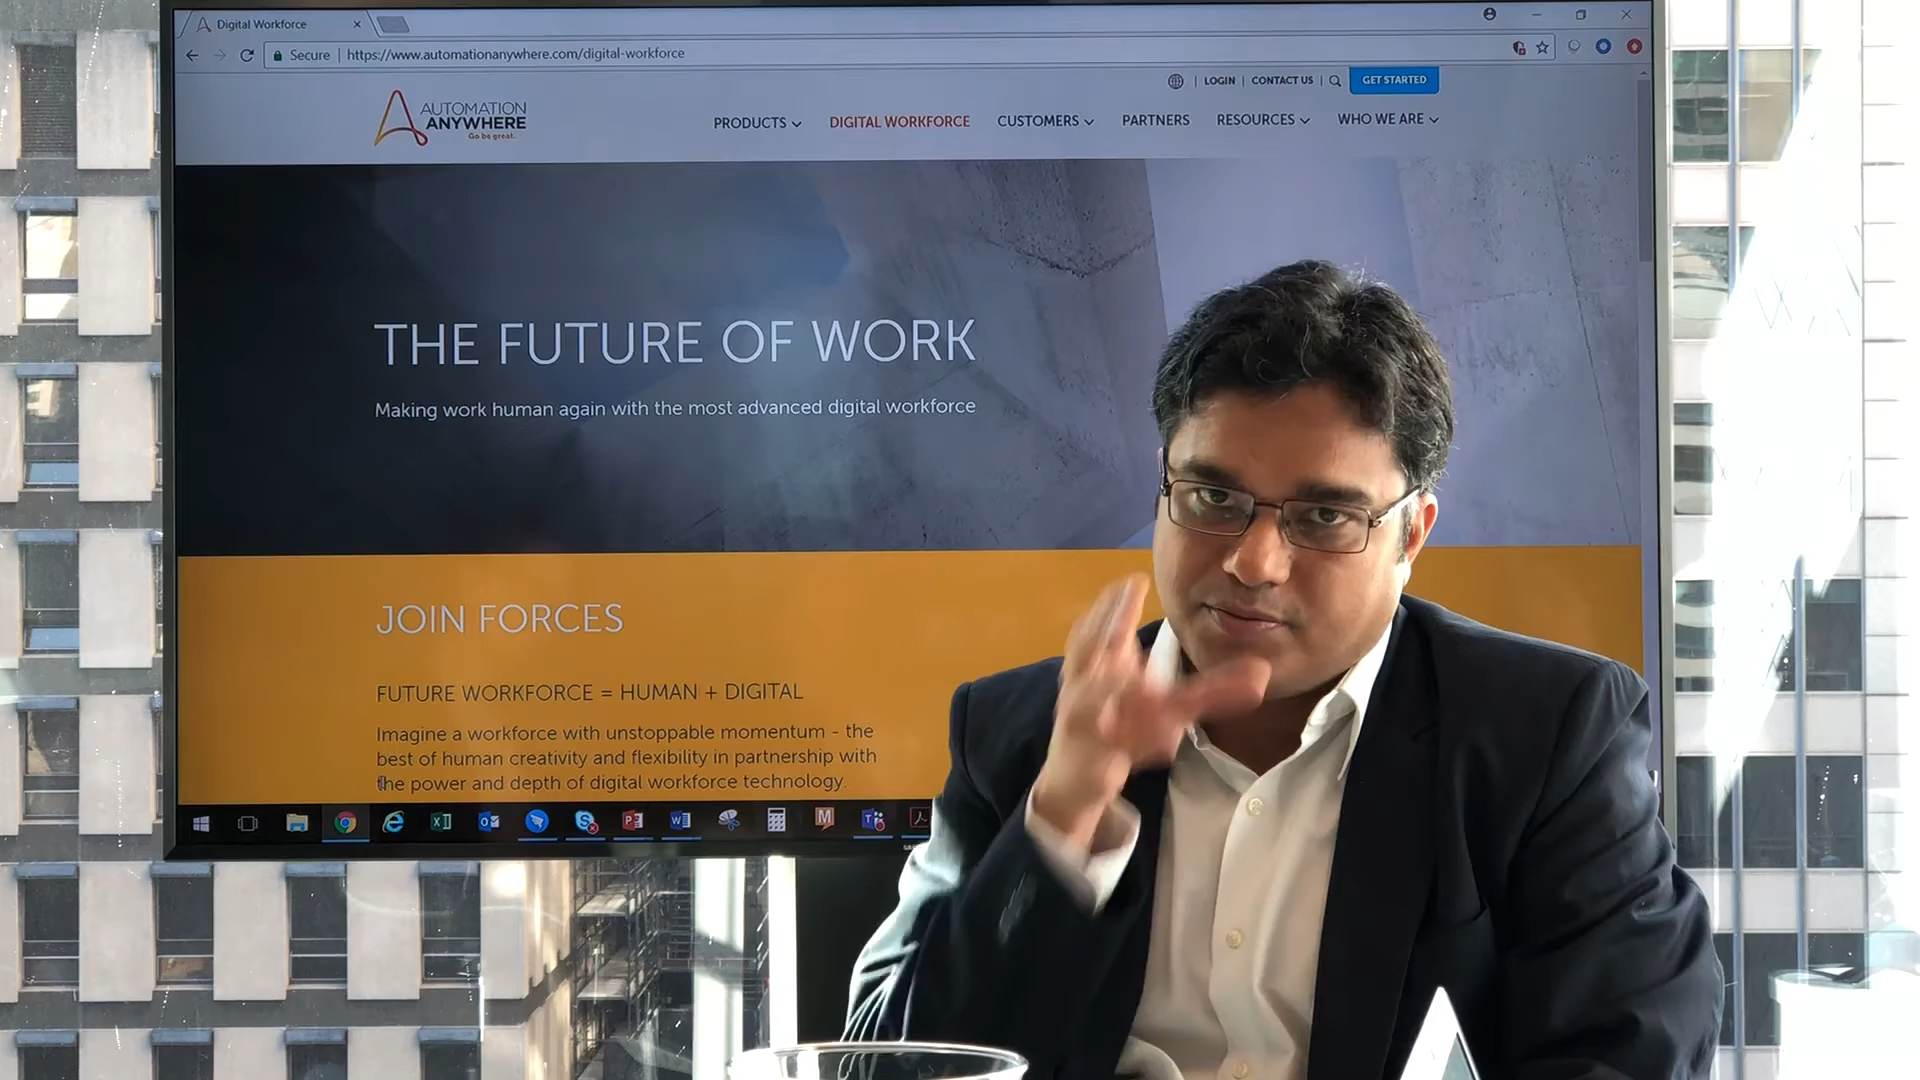 Digital Workforce
Secure | https://www.automationanywhere.com/digital-workforce
LOGIN | CONTACT US | GET STARTED
AUTOMATION
ANYWHERE
Go be great.
PRODUCTS DIGITAL WORKFORCE CUSTOMERS PARTNERS RESOURCES WHO WE ARE
THE FUTURE OF WORK
Making work human again with the most advanced digital workforce
JOIN FORCES
FUTURE WORKFORCE = HUMAN + DIGITAL
Imagine a workforce with unstoppable momentum - the
best of human creativity and flexibility in partnership with
the power and depth of digital workforce technology.